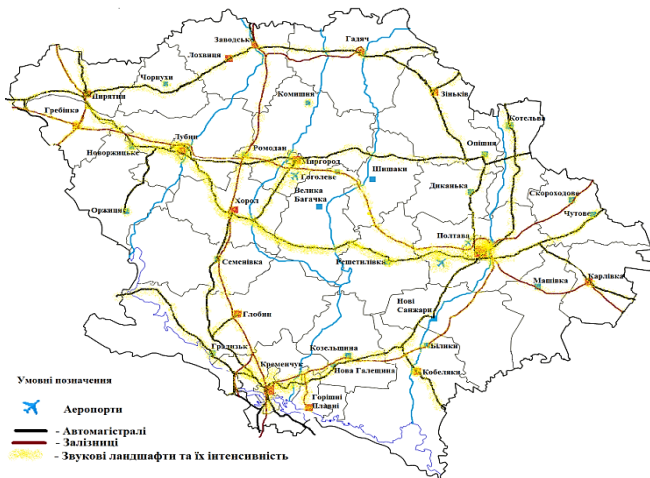 Заводське
Гадяч
Лохвиця
Чорнухи
Зіньків
Пирятин
Комишня
Гребінка
Котельва
Лубни
Новоржицьке
Ромодан
Миргород
Опішня
Гоголеве
Шишаки
Велика
Багачка
Диканька
Скороходове
Оржиця
Хорол
Чутове
Полтава
Семенівка
Решетилівка
Машівка
Карлівка
Нові
Санжари
Глобин
Градизьк
Козельщина
Білики
Кременчук
Нова Галещина
Кобеляки
Горішні
Плавні
Умовні позначення
Аеропорти
- Автомагістралі
- Залізниці
- Звукові ландшафти та їх інтенсивність